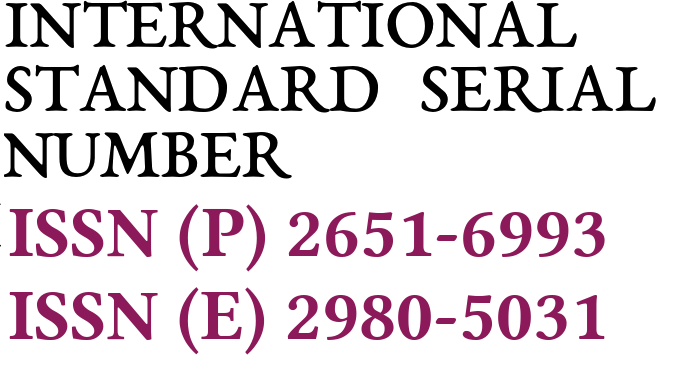 INTERNATIONAL
STANDARD SERIAL
NUMBER
ISSN (P) 2651-6993
ISSN (E) 2980-5031